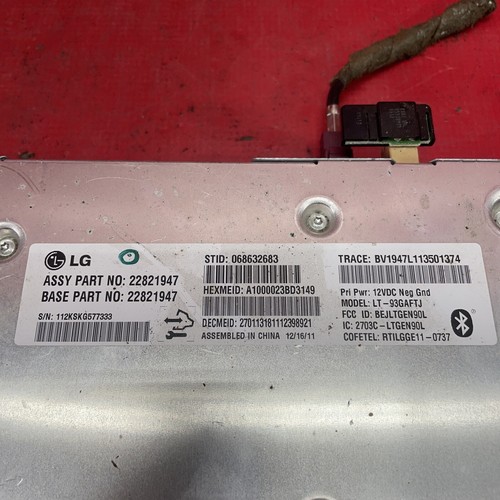 LG
ASSY PART NO: 22821947
BASE PART NO: 22821947
S/N: 112KSKG577333
STID: 068632683
HEXMEID: A1000023BD3149
DECMEID: 270113181112398921
ASSEMBLED IN CHINA 12/16/11
TRACE: BV1947L113501374
Pri Pwr: 12VDC Neg Gnd
MODEL: LT-93GAFTJ
FCC ID: BEJLTGEN90L
IC: 2703C-LTGEN90L
COFETEL: RTILGGE11-0737